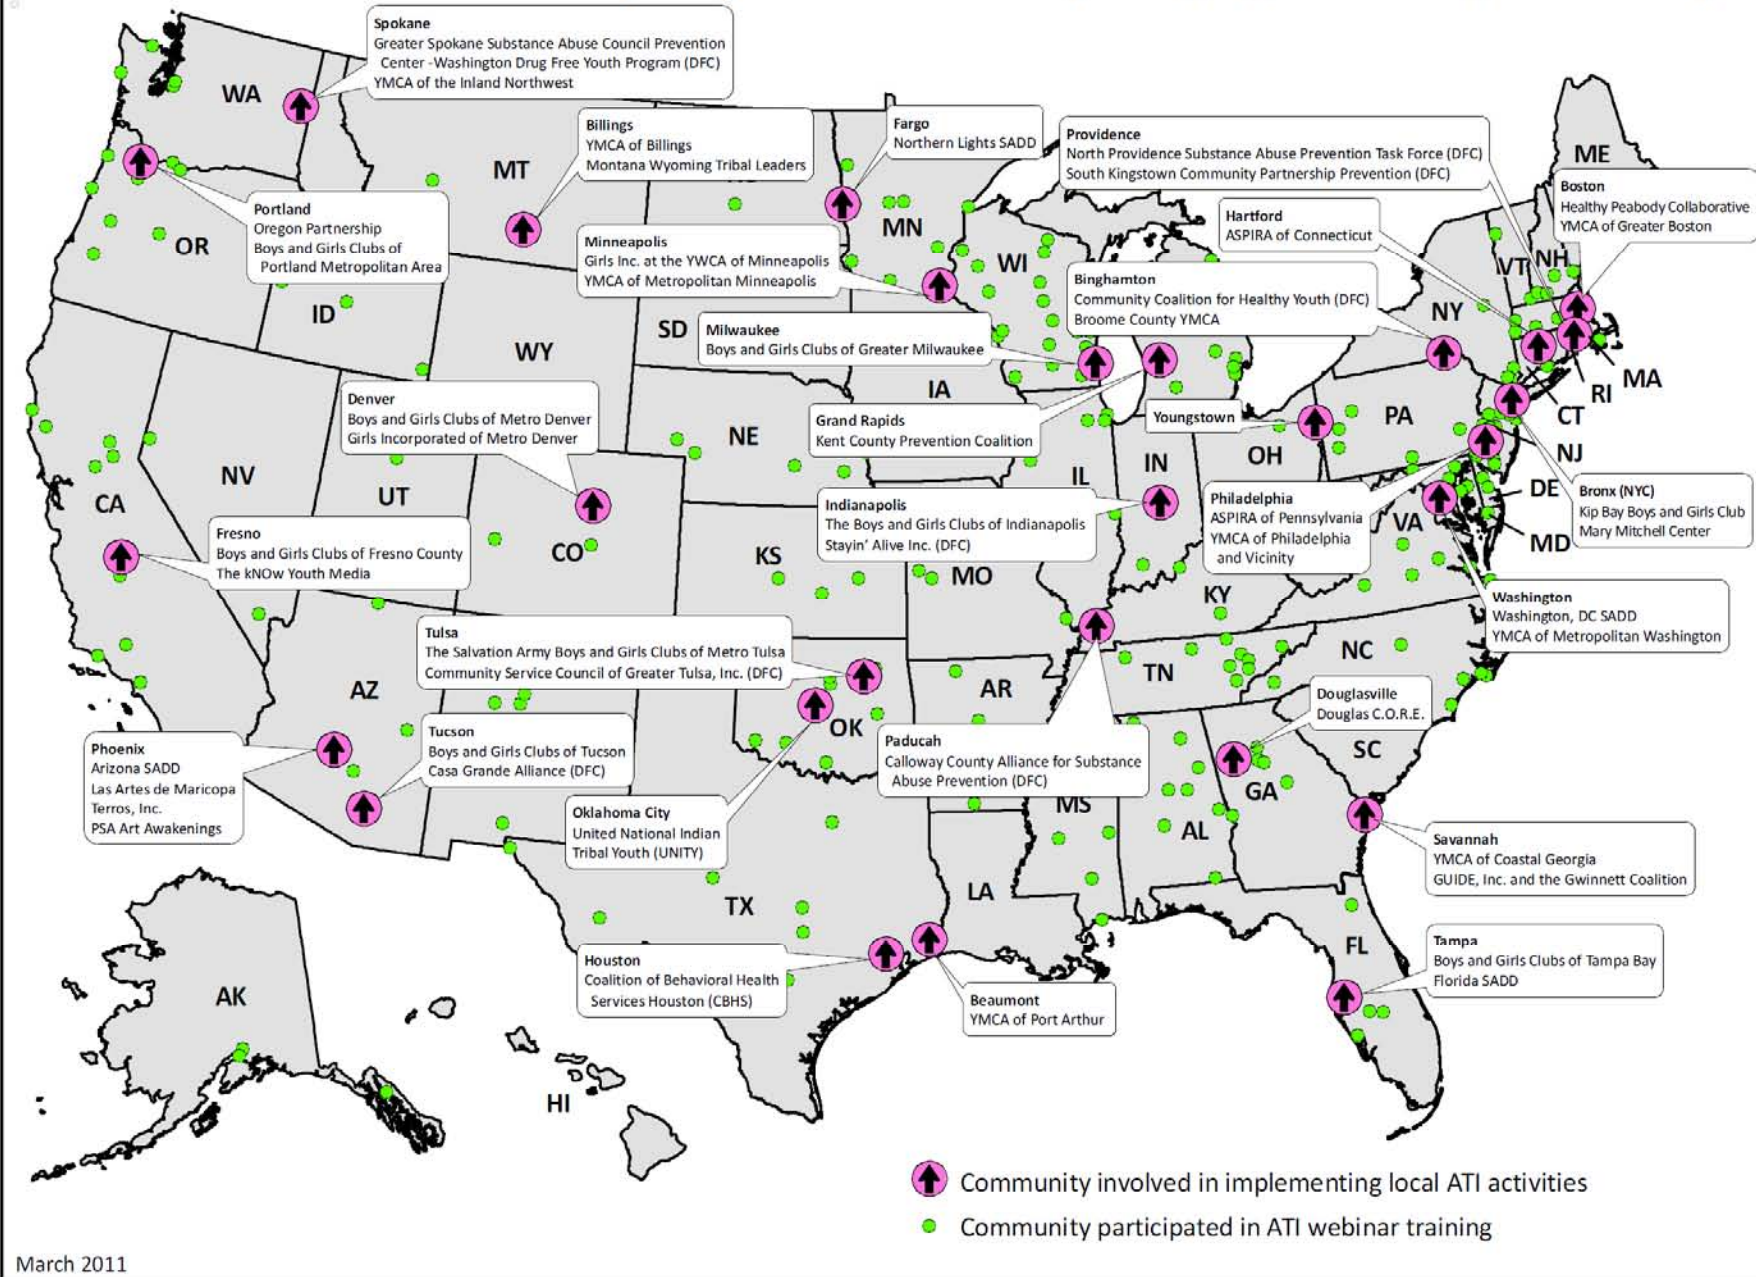 Spokane
Greater Spokane Substance Abuse Council Prevention
Center -Washington Drug Free Youth Program (DFC)
YMCA of the Inland Northwest
Billings
YMCA of Billings
Montana Wyoming Tribal Leaders
Fargo
Northern Lights SADD
Providence
North Providence Substance Abuse Prevention Task Force (DFC)
South Kingstown Community Partnership Prevention (DFC)
Boston
Healthy Peabody Collaborative
YMCA of Greater Boston
Hartford
ASPIRA of Connecticut
Portland
Oregon Partnership
Boys and Girls Clubs of
Portland Metropolitan Area
Minneapolis
Girls Inc. at the YWCA of Minneapolis
YMCA of Metropolitan Minneapolis
Binghamton
Community Coalition for Healthy Youth (DFC)
Broome County YMCA
Milwaukee
Boys and Girls Clubs of Greater Milwaukee
Denver
Boys and Girls Clubs of Metro Denver
Girls Incorporated of Metro Denver
Grand Rapids
Kent County Prevention Coalition
Youngstown
Indianapolis
The Boys and Girls Clubs of Indianapolis
Stayin' Alive Inc. (DFC)
Philadelphia
ASPIRA of Pennsylvania
YMCA of Philadelphia
and Vicinity
Bronx (NYC)
Kip Bay Boys and Girls Club
Mary Mitchell Center
Fresno
Boys and Girls Clubs of Fresno County
The kNOw Youth Media
Washington
Washington, DC SADD
YMCA of Metropolitan Washington
Tulsa
The Salvation Army Boys and Girls Clubs of Metro Tulsa
Community Service Council of Greater Tulsa, Inc. (DFC)
Douglasville
Douglas C.O.R.E.
Phoenix
Arizona SADD
Las Artes de Maricopa
Terros, Inc.
PSA Art Awakenings
Tucson
Boys and Girls Clubs of Tucson
Casa Grande Alliance (DFC)
Paducah
Calloway County Alliance for Substance
Abuse Prevention (DFC)
Oklahoma City
United National Indian
Tribal Youth (UNITY)
Savannah
YMCA of Coastal Georgia
GUIDE, Inc. and the Gwinnett Coalition
Houston
Coalition of Behavioral Health
Services Houston (CBHS)
Beaumont
YMCA of Port Arthur
Tampa
Boys and Girls Clubs of Tampa Bay
Florida SADD
WA
MT
MN
WI
ME
VT
NH
NY
OR
ID
WY
SD
IA
MA
RI
CT
PA
NJ
NE
IL
IN
OH
DE
MD
VA
NV
UT
CA
CO
KS
MO
KY
NC
TN
AZ
AR
OK
SC
GA
MS
AL
LA
TX
FL
AK
HI
Community involved in implementing local ATI activities
Community participated in ATI webinar training
March 2011